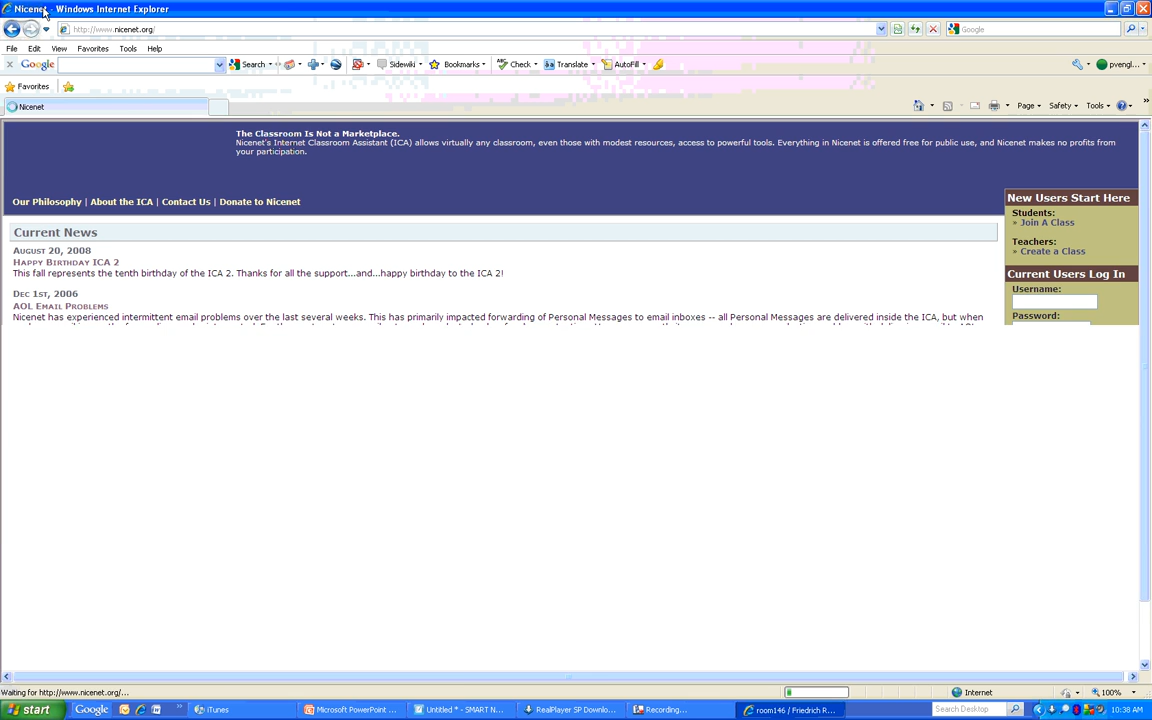 Nicenet - Windows Internet Explorer
http://www.nicenet.org/
Google
File Edit View Favorites Tools Help
Google Search Sidewiki Bookmarks Check Translate AutoFill pvengl...
Favorites
Nicenet
Page Safety Tools
The Classroom Is Not a Marketplace.
Nicenet's Internet Classroom Assistant (ICA) allows virtually any classroom, even those with modest resources, access to powerful tools. Everything in Nicenet is offered free for public use, and Nicenet makes no profits from
your participation.
Our Philosophy | About the ICA | Contact Us | Donate to Nicenet
New Users Start Here
Students:
» Join A Class
Teachers:
» Create a Class
Current Users Log In
Username:
Password:
Current News
August 20, 2008
Happy Birthday ICA 2
This fall represents the tenth birthday of the ICA 2. Thanks for all the support...and...happy birthday to the ICA 2!
Dec 1st, 2006
AOL Email Problems
Nicenet has experienced intermittent email problems over the last several weeks. This has primarily impacted forwarding of Personal Messages to email inboxes -- all Personal Messages are delivered inside the ICA, but when
Waiting for http://www.nicenet.org/...
Internet
100%
start Google iTunes Microsoft PowerPoint ... Untitled * - SMART N... RealPlayer SP Downlo... Recording... room146 / Friedrich R... Search Desktop 10:38 AM